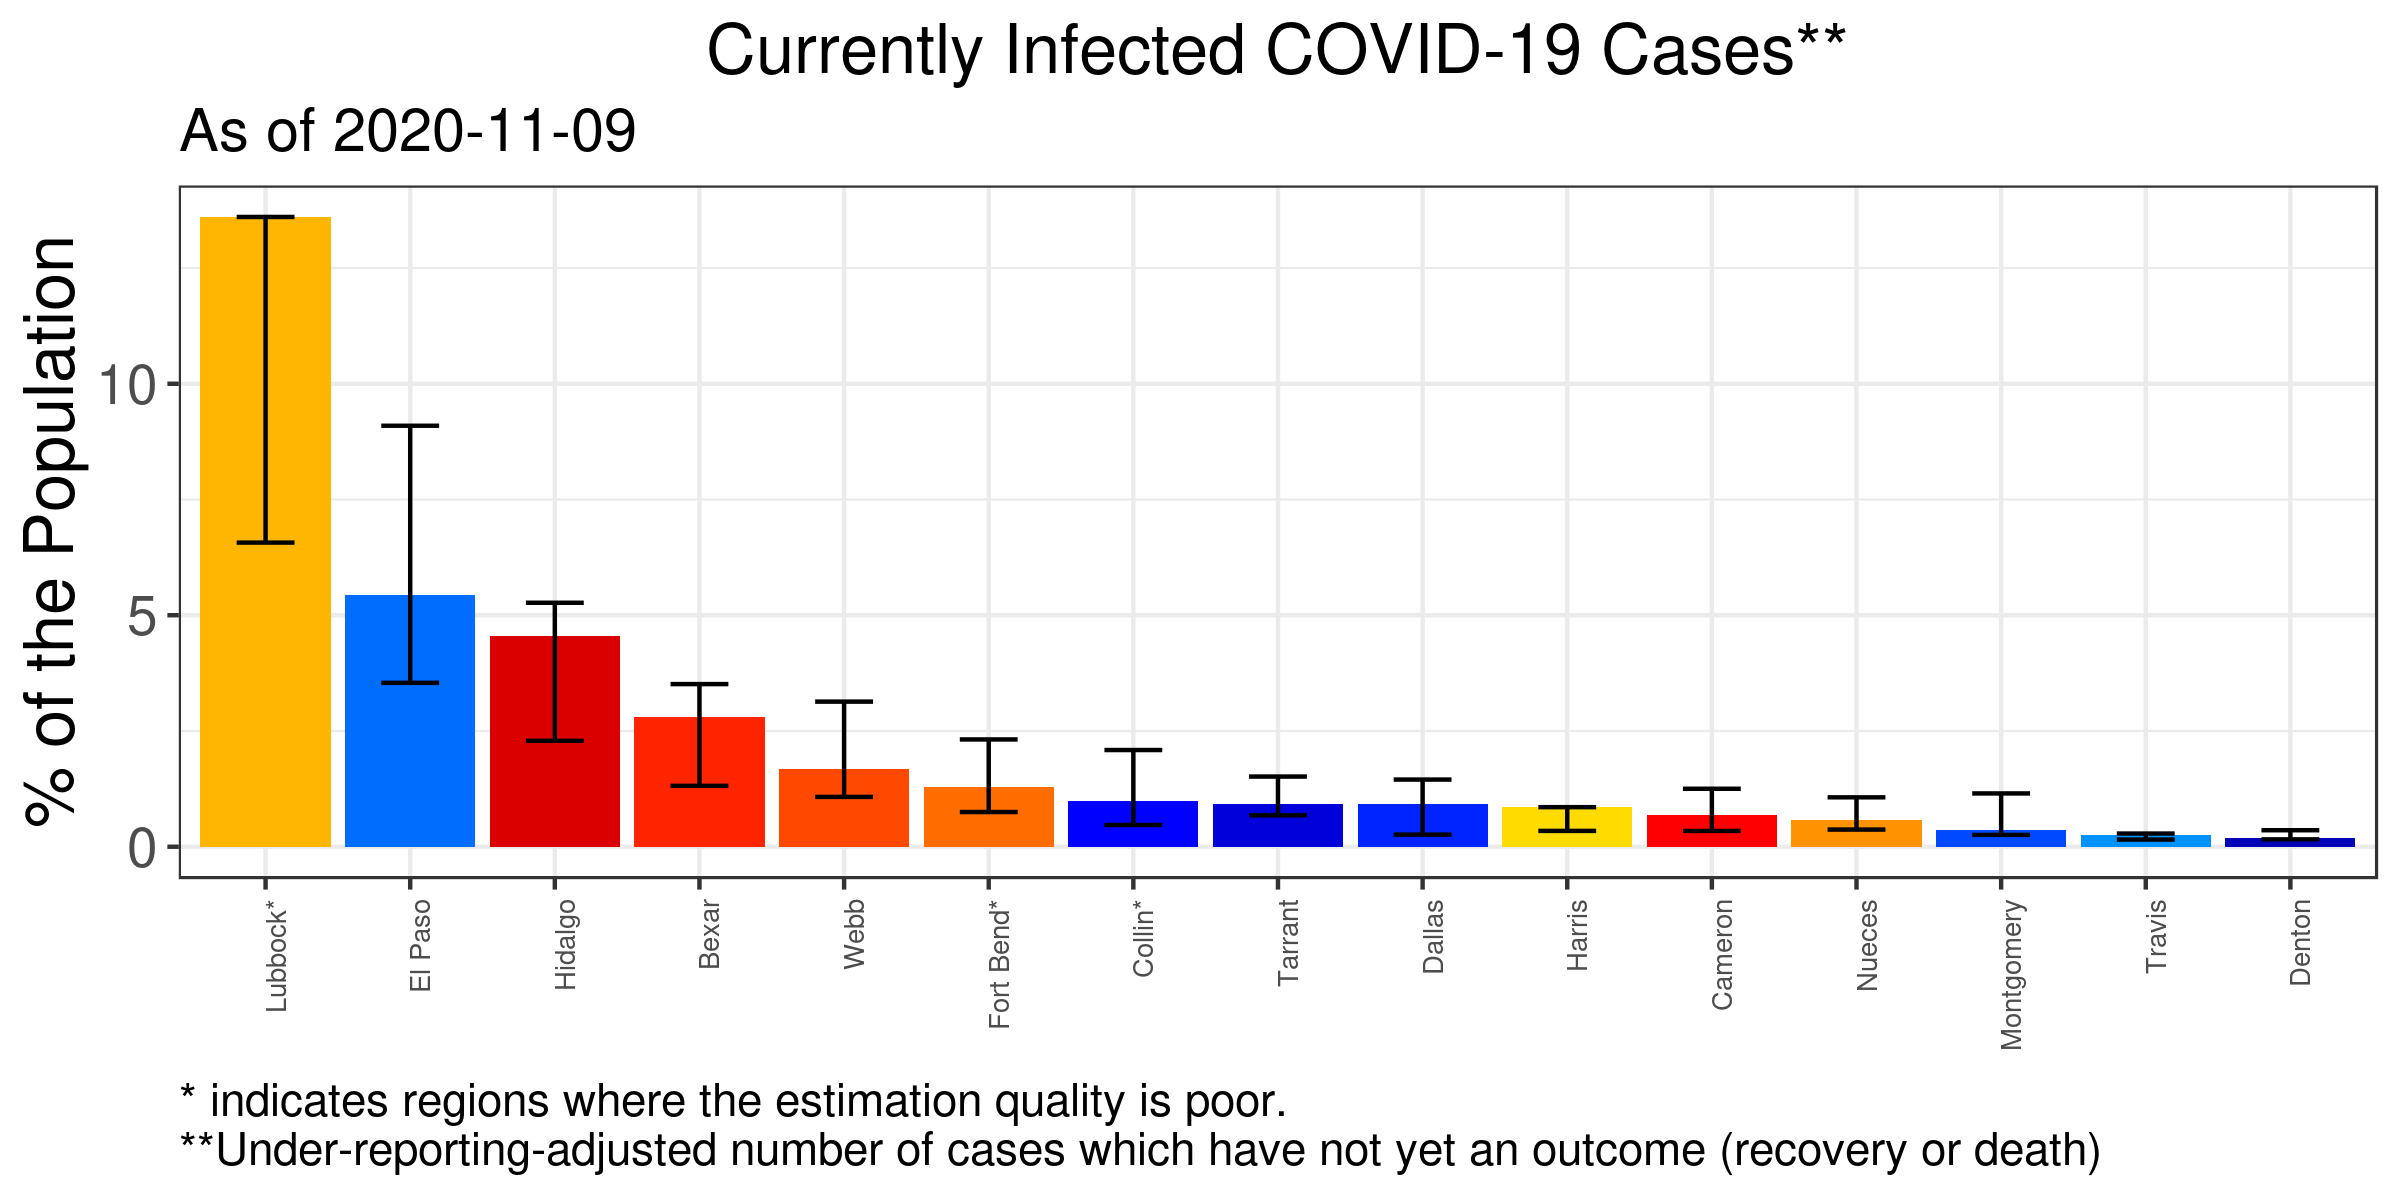 Currently Infected COVID-19 Cases**
As of 2020-11-09
% of the Population
10
5
0
Lubbock*
El Paso
Hidalgo
Bexar
Webb
Fort Bend*
Collin*
Tarrant
Dallas
Harris
Cameron
Nueces
Montgomery
Travis
Denton
* indicates regions where the estimation quality is poor.
**Under-reporting-adjusted number of cases which have not yet an outcome (recovery or death)